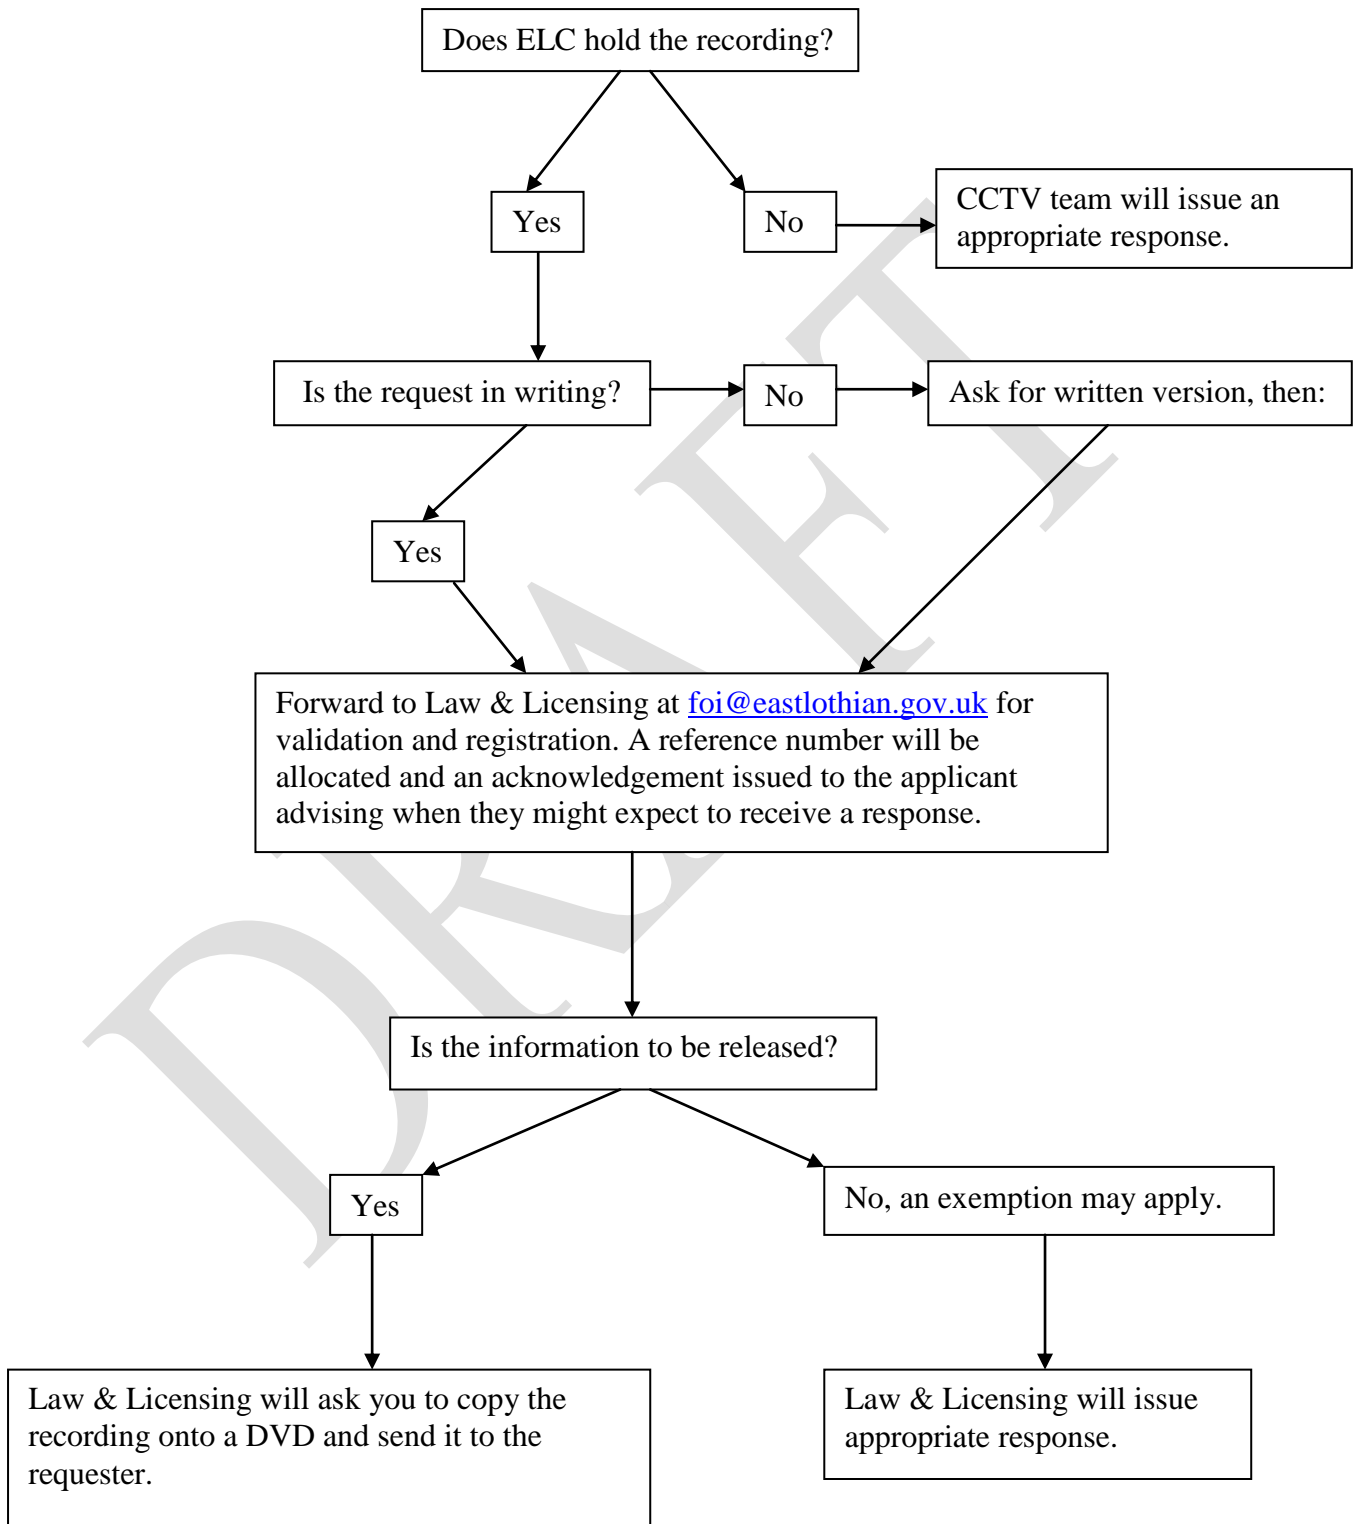 Does ELC hold the recording?
Yes
No
CCTV team will issue an
appropriate response.
Is the request in writing?
No
Ask for written version, then:
Yes
Forward to Law & Licensing at foi@eastlothian.gov.uk for
validation and registration. A reference number will be
allocated and an acknowledgement issued to the applicant
advising when they might expect to receive a response.
Is the information to be released?
Yes
No, an exemption may apply.
Law & Licensing will ask you to copy the
recording onto a DVD and send it to the
requester.
Law & Licensing will issue
appropriate response.
DRAFT